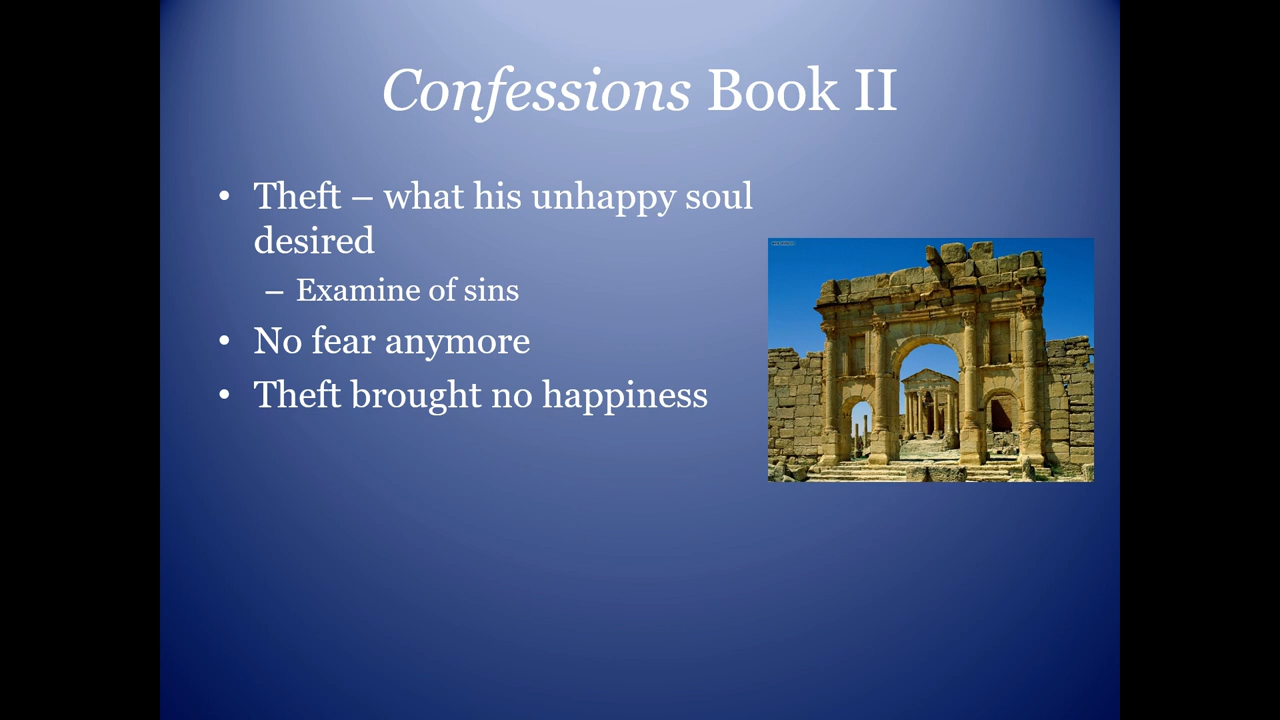 Confessions Book II
• Theft – what his unhappy soul
desired
– Examine of sins
• No fear anymore
• Theft brought no happiness